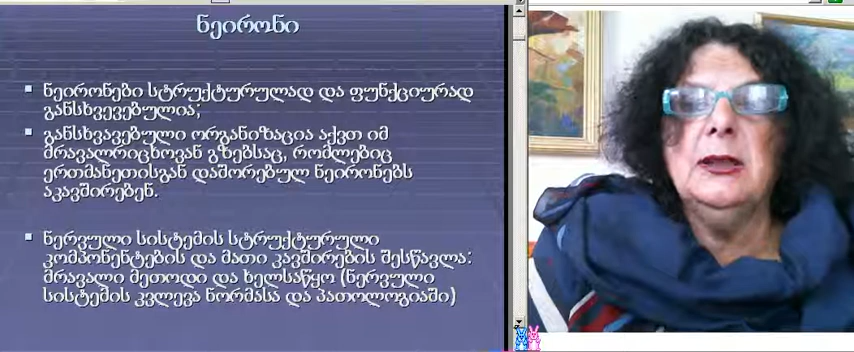 ნეირონი
ნეირონები სტრუქტურულად და ფუნქციურად
განსხვევებულია;
განსხვავებული ორგანიზაცია აქვთ იმ
მრავალრიცხოვან გზებსაც, რომლებიც
ერთმანეთისგან დაშორებულ ნეირონებს
აკავშირებენ.
ნერვული სისტემის სტრუქტურული
კომპონენტების და მათი კავშირების შესწავლა:
მრავალი მეთოდი და ხელსაწყო (ნერვული
სისტემის კვლევა ნორმასა და პათოლოგიაში)